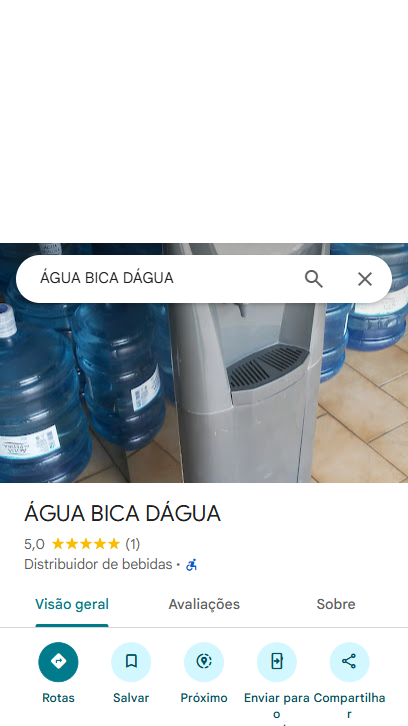 ÁGUA BICA DÁGUA
ÁGUA BICA DÁGUA
5,0 (1)
Distribuidor de bebidas ·
Visão geral Avaliações Sobre
Rotas Salvar Próximo Enviar para o Compartilhar